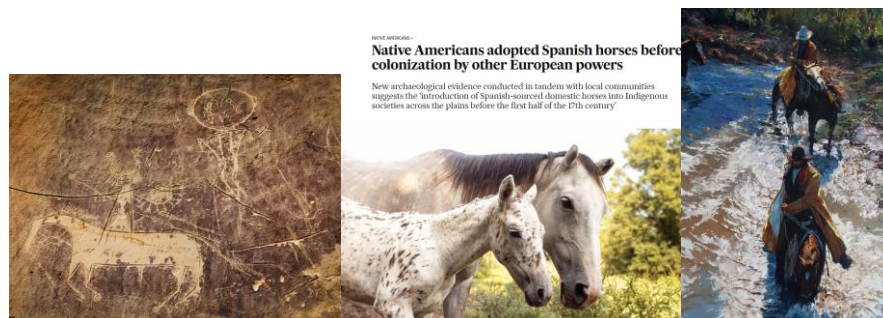 NATIVE AMERICANS ›
Native Americans adopted Spanish horses before
colonization by other European powers
New archaeological evidence conducted in tandem with local communities
suggests the ‘introduction of Spanish-sourced domestic horses into Indigenous
societies across the plains before the first half of the 17th century’